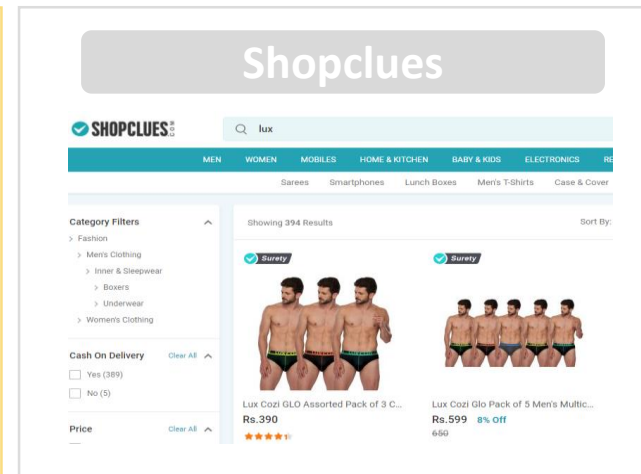 Shopclues
SHOPCLUES.COM
lux
MEN WOMEN MOBILES HOME & KITCHEN BABY & KIDS ELECTRONICS RE
Sarees Smartphones Lunch Boxes Men's T-Shirts Case & Cover
Category Filters
> Fashion
> Men's Clothing
> Inner & Sleepwear
> Boxers
> Underwear
> Women's Clothing
Cash On Delivery Clear All
Yes (389)
No (5)
Price Clear All
Showing 394 Results Sort By:
Surety Surety
Lux Cozi GLO Assorted Pack of 3 C... Lux Cozi Glo Pack of 5 Men's Multic...
Rs.390 Rs.599 8% Off
650